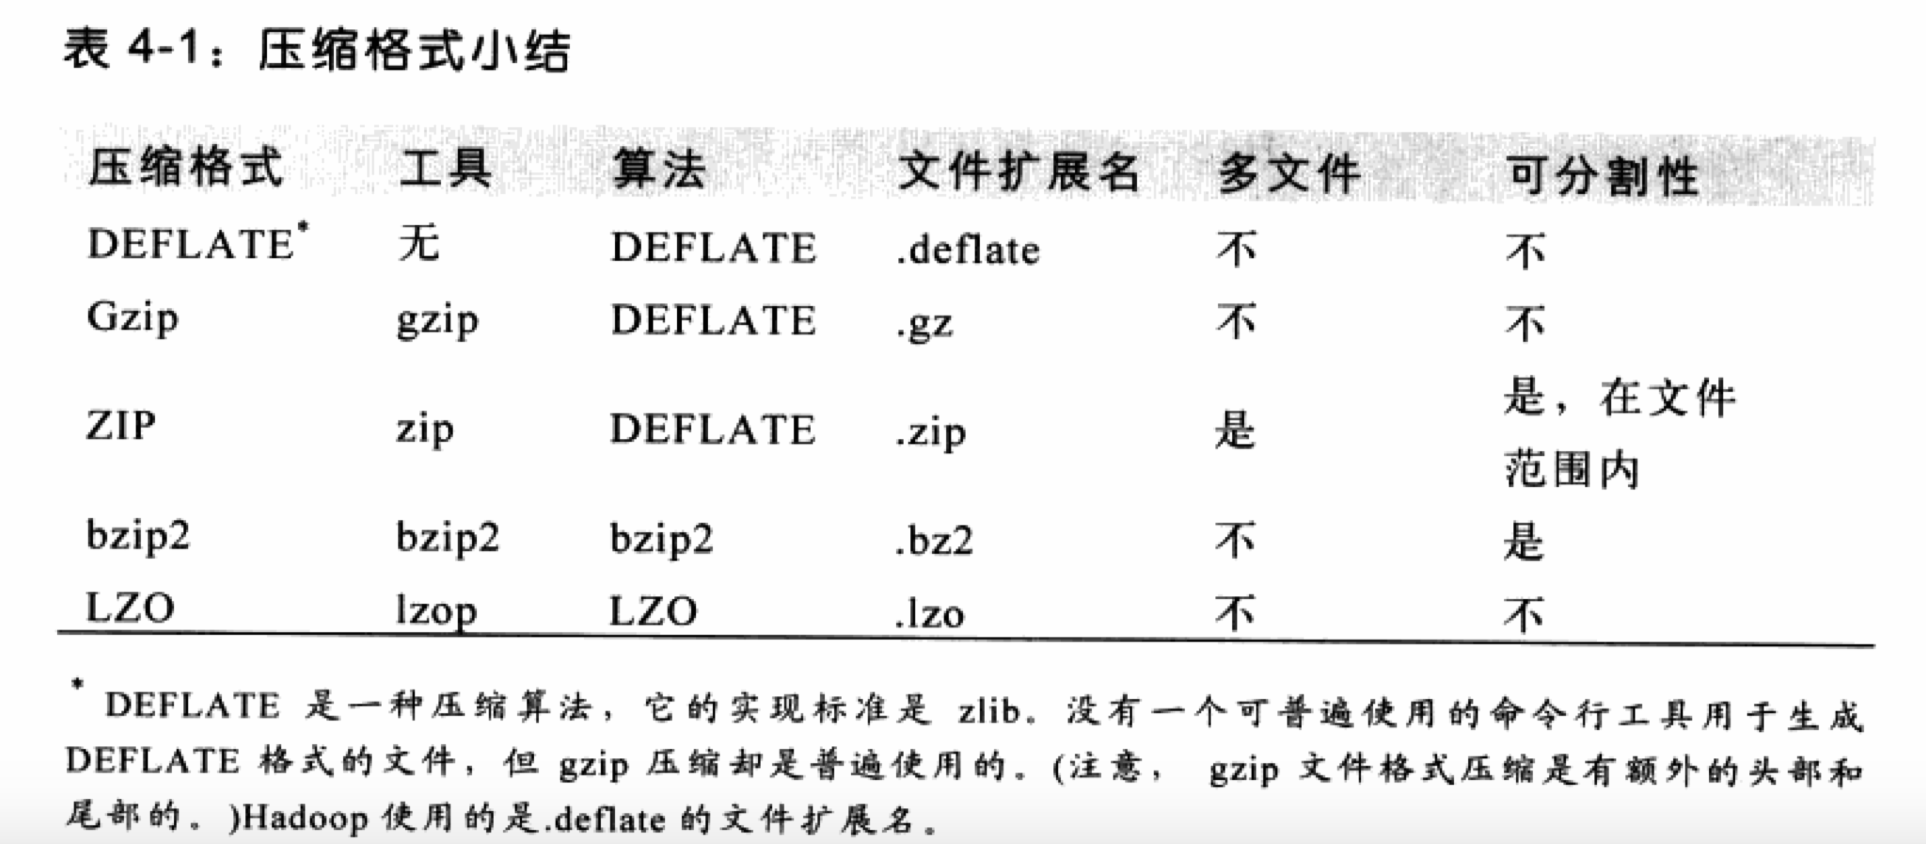 表 4-1：压缩格式小结
压缩格式 工具 算法 文件扩展名 多文件 可分割性
DEFLATE* 无 DEFLATE .deflate 不 不
Gzip gzip DEFLATE .gz 不 不
ZIP zip DEFLATE .zip 是 是，在文件
范围内
bzip2 bzip2 bzip2 .bz2 不 是
LZO lzop LZO .lzo 不 不
* DEFLATE 是一种压缩算法，它的实现标准是 zlib。没有一个可普遍使用的命令行工具用于生成
DEFLATE 格式的文件，但 gzip 压缩却是普遍使用的。(注意， gzip 文件格式压缩是有额外的头部和
尾部的。)Hadoop 使用的是.deflate 的文件扩展名。